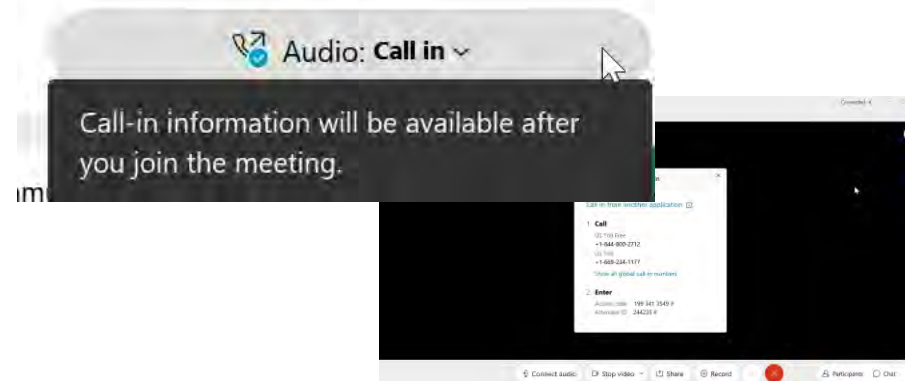 Audio: Call in
Call-in information will be available after
you join the meeting.
Connected
Call in from another application
1. Call
US Toll Free
+1-844-800-2712
US Toll
+1-669-234-1177
Show all global call-in numbers
2. Enter
Access code 199 341 3549 #
Attendee ID 244220 #
Connect audio
Stop video
Share
Record
Participants
Chat